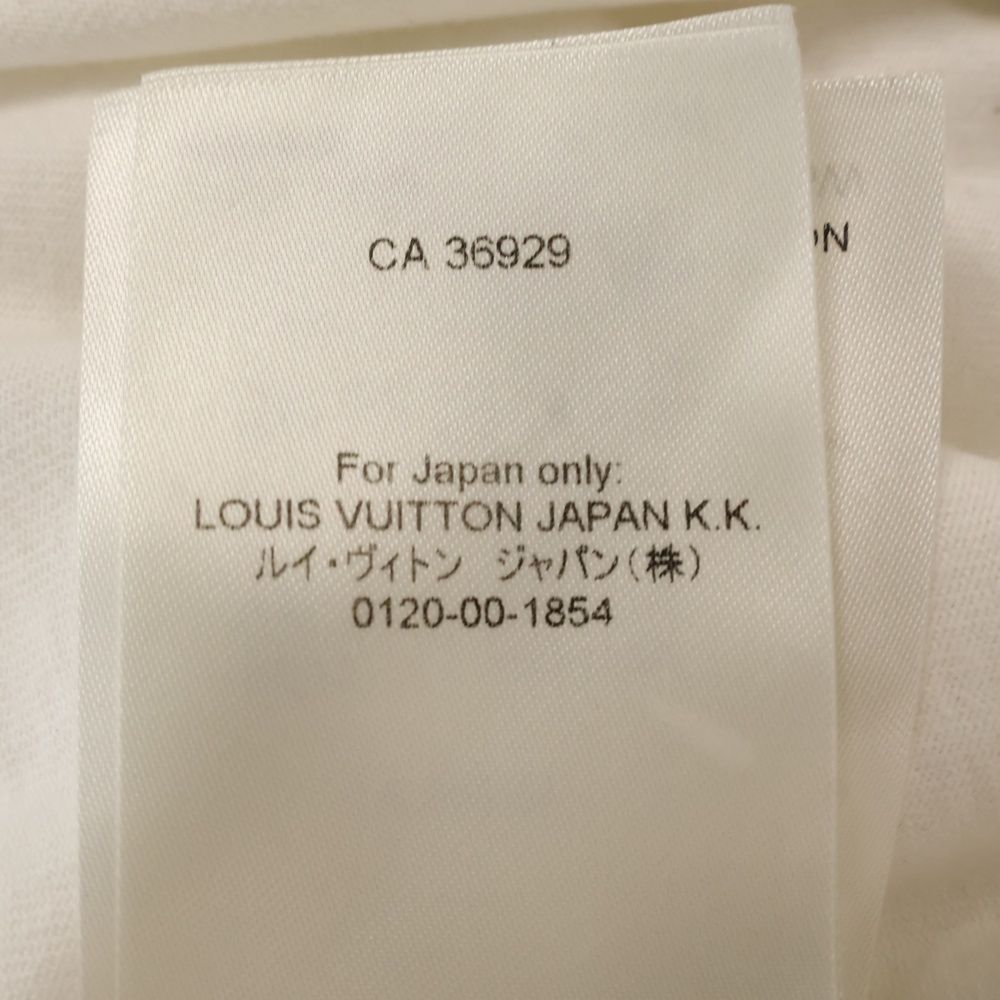 CA 36929
For Japan only:
LOUIS VUITTON JAPAN K.K.
ルイ・ヴィトン ジャパン(株)
0120-00-1854